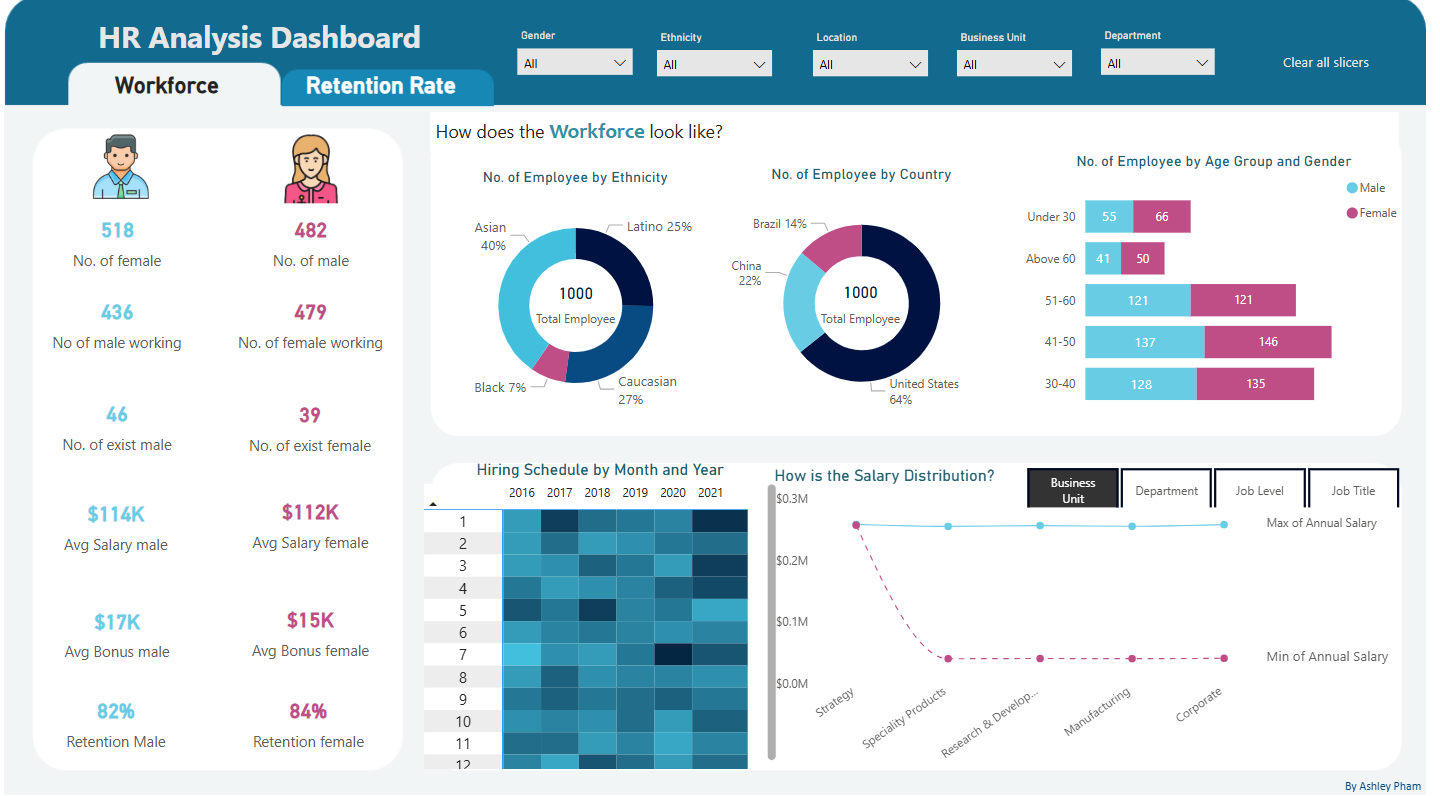 HR Analysis Dashboard
Gender
Ethnicity
Location
Business Unit
Department
All
All
All
All
All
Clear all slicers
Workforce
Retention Rate
518
No. of female
482
No. of male
436
No of male working
479
No. of female working
46
No. of exist male
39
No. of exist female
$114K
Avg Salary male
$112K
Avg Salary female
$17K
Avg Bonus male
$15K
Avg Bonus female
82%
Retention Male
84%
Retention female
How does the Workforce look like?
No. of Employee by Ethnicity
Asian
40%
Latino 25%
1000
Total Employee
Black 7%
Caucasian
27%
No. of Employee by Country
Brazil 14%
China
22%
1000
Total Employee
United States
64%
No. of Employee by Age Group and Gender
Male
Female
Under 30 55 66
Above 60 41 50
51-60 121 121
41-50 137 146
30-40 128 135
Hiring Schedule by Month and Year
2016 2017 2018 2019 2020 2021
1
2
3
4
5
6
7
8
9
10
11
12
How is the Salary Distribution?
Business
Unit
Department
Job Level
Job Title
$0.3M
$0.2M
$0.1M
$0.0M
Max of Annual Salary
Min of Annual Salary
Strategy
Speciality Products
Research & Develop...
Manufacturing
Corporate
By Ashley Pham